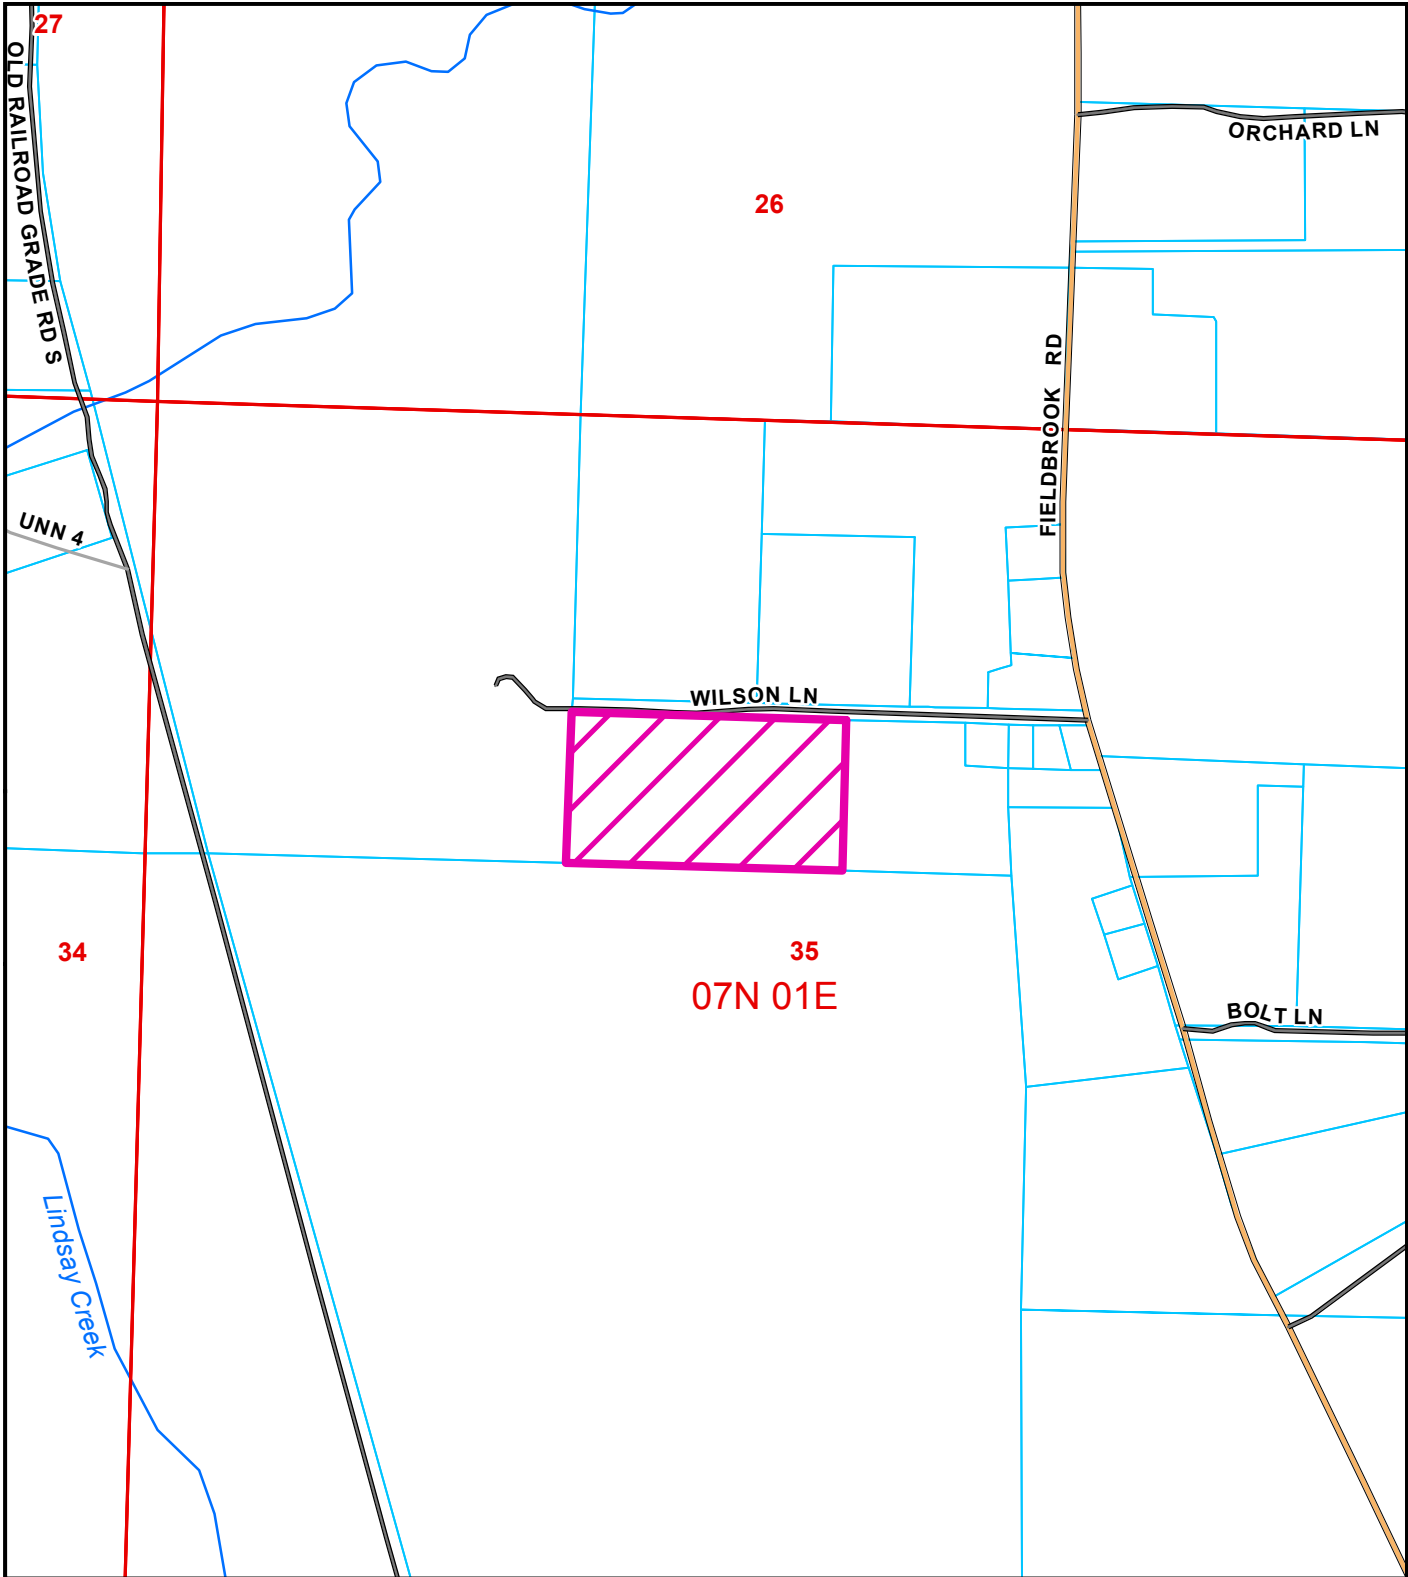 27
OLD RAILROAD GRADE RD S
ORCHARD LN
26
FIELDBROOK RD
UNN 4
WILSON LN
34
35
07N 01E
BOLT LN
Lindsay Creek